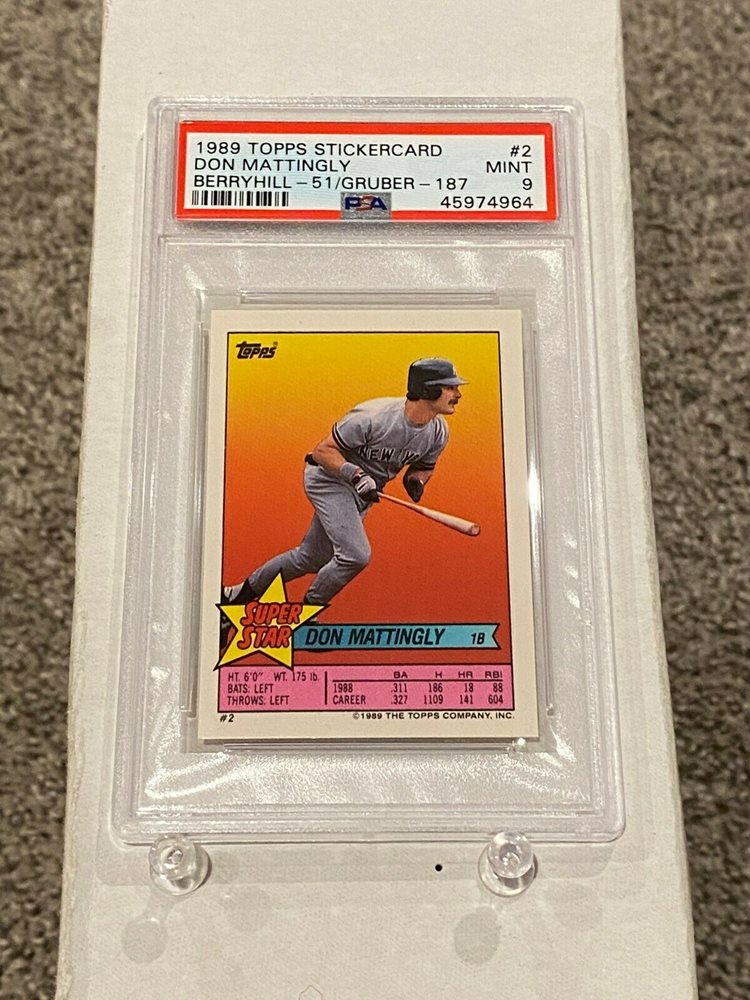 1989 TOPPS STICKERCARD #2
DON MATTINGLY MINT
BERRYHILL-51/GRUBER-187 9
PSA 45974964
Topps®
NEW YO
SUPER
STAR
DON MATTINGLY 1B
HT. 6'0" WT. 175 lb. BA H HR RBI
BATS: LEFT 1988 .311 186 18 88
THROWS: LEFT CAREER .327 1109 141 604
#2 ©1989 THE TOPPS COMPANY, INC.